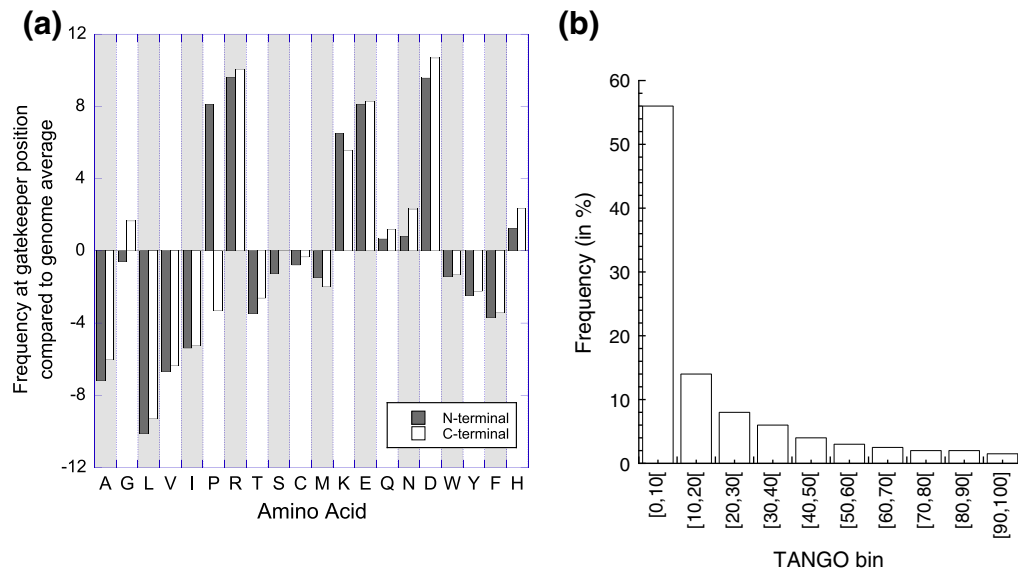 (a)
Frequency at gatekeeper position
compared to genome average
12
8
4
0
-4
-8
-12
N-terminal
C-terminal
A G L V I P R T S C M K E Q N D W Y F H
Amino Acid
(b)
Frequency (in %)
60
50
40
30
20
10
0
[0,10[
[10,20[
[20,30[
[30,40[
[40,50[
[50,60[
[60,70[
[70,80[
[80,90[
[90,100]
TANGO bin